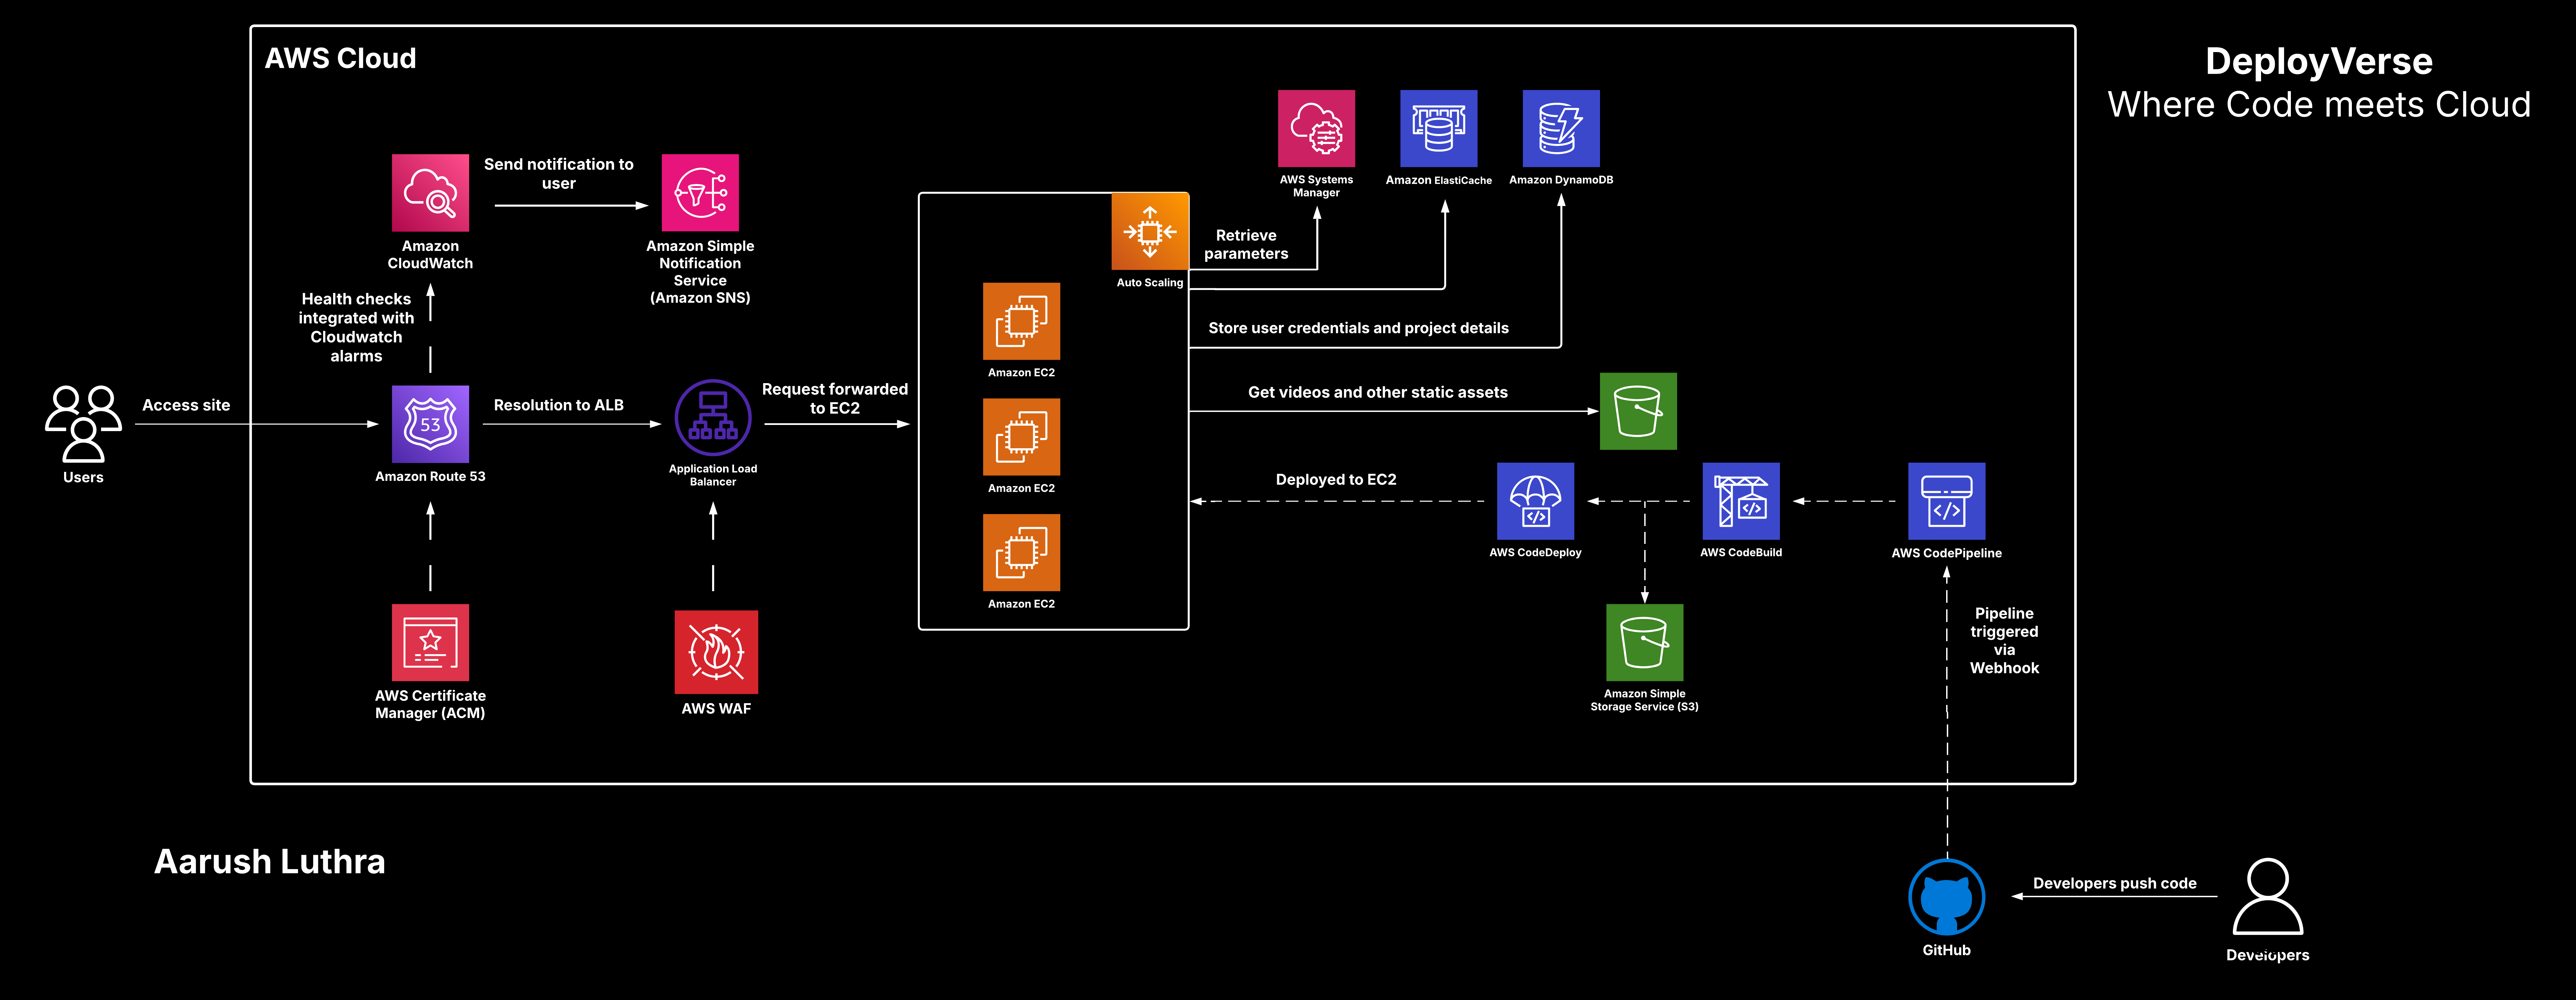 AWS Cloud
DeployVerse
Where Code meets Cloud
Send notification to
user
Amazon
CloudWatch
Amazon Simple
Notification
Service
(Amazon SNS)
Health checks
integrated with
Cloudwatch
alarms
Users
Access site
53
Amazon Route 53
Resolution to ALB
Application Load
Balancer
Request forwarded
to EC2
AWS Certificate
Manager (ACM)
AWS WAF
Auto Scaling
Amazon EC2
Amazon EC2
Amazon EC2
AWS Systems
Manager
Amazon ElastiCache
Amazon DynamoDB
Retrieve
parameters
Store user credentials and project details
Get videos and other static assets
Deployed to EC2
AWS CodeDeploy
AWS CodeBuild
AWS CodePipeline
Amazon Simple
Storage Service (S3)
Pipeline
triggered
via
Webhook
Aarush Luthra
GitHub
Developers push code
Developers